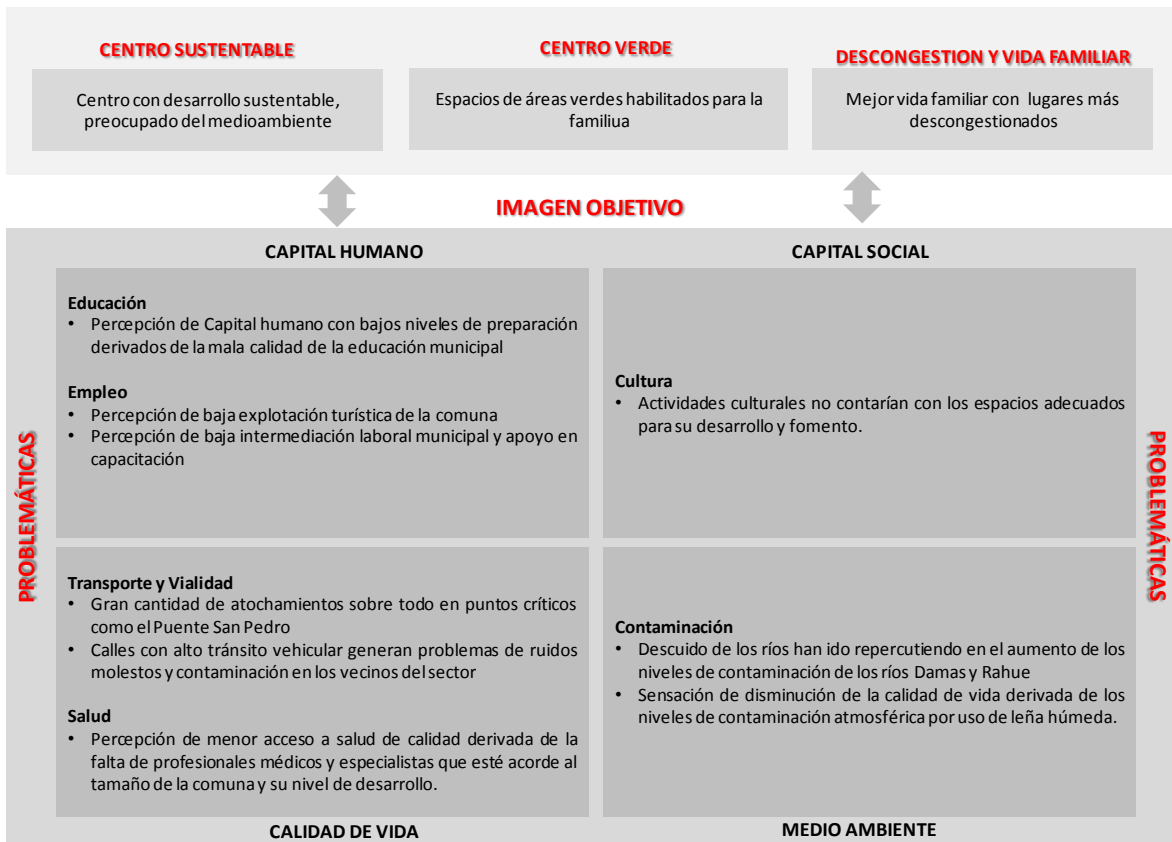 CENTRO SUSTENTABLE
Centro con desarrollo sustentable,
preocupado del medioambiente
CENTRO VERDE
Espacios de áreas verdes habilitados para la
familiua
DESCONGESTION Y VIDA FAMILIAR
Mejor vida familiar con lugares más
descongestionados
IMAGEN OBJETIVO
PROBLEMÁTICAS
CAPITAL HUMANO
Educación
• Percepción de Capital humano con bajos niveles de preparación
derivados de la mala calidad de la educación municipal
Empleo
• Percepción de baja explotación turística de la comuna
• Percepción de baja intermediación laboral municipal y apoyo en
capacitación
CAPITAL SOCIAL
Cultura
• Actividades culturales no contarían con los espacios adecuados
para su desarrollo y fomento.
Transporte y Vialidad
• Gran cantidad de atochamientos sobre todo en puntos críticos
como el Puente San Pedro
• Calles con alto tránsito vehicular generan problemas de ruidos
molestos y contaminación en los vecinos del sector
Salud
• Percepción de menor acceso a salud de calidad derivada de la
falta de profesionales médicos y especialistas que esté acorde al
tamaño de la comuna y su nivel de desarrollo.
CALIDAD DE VIDA
Contaminación
• Descuido de los ríos han ido repercutiendo en el aumento de los
niveles de contaminación de los ríos Damas y Rahue
• Sensación de disminución de la calidad de vida derivada de los
niveles de contaminación atmosférica por uso de leña húmeda.
MEDIO AMBIENTE
PROBLEMÁTICAS